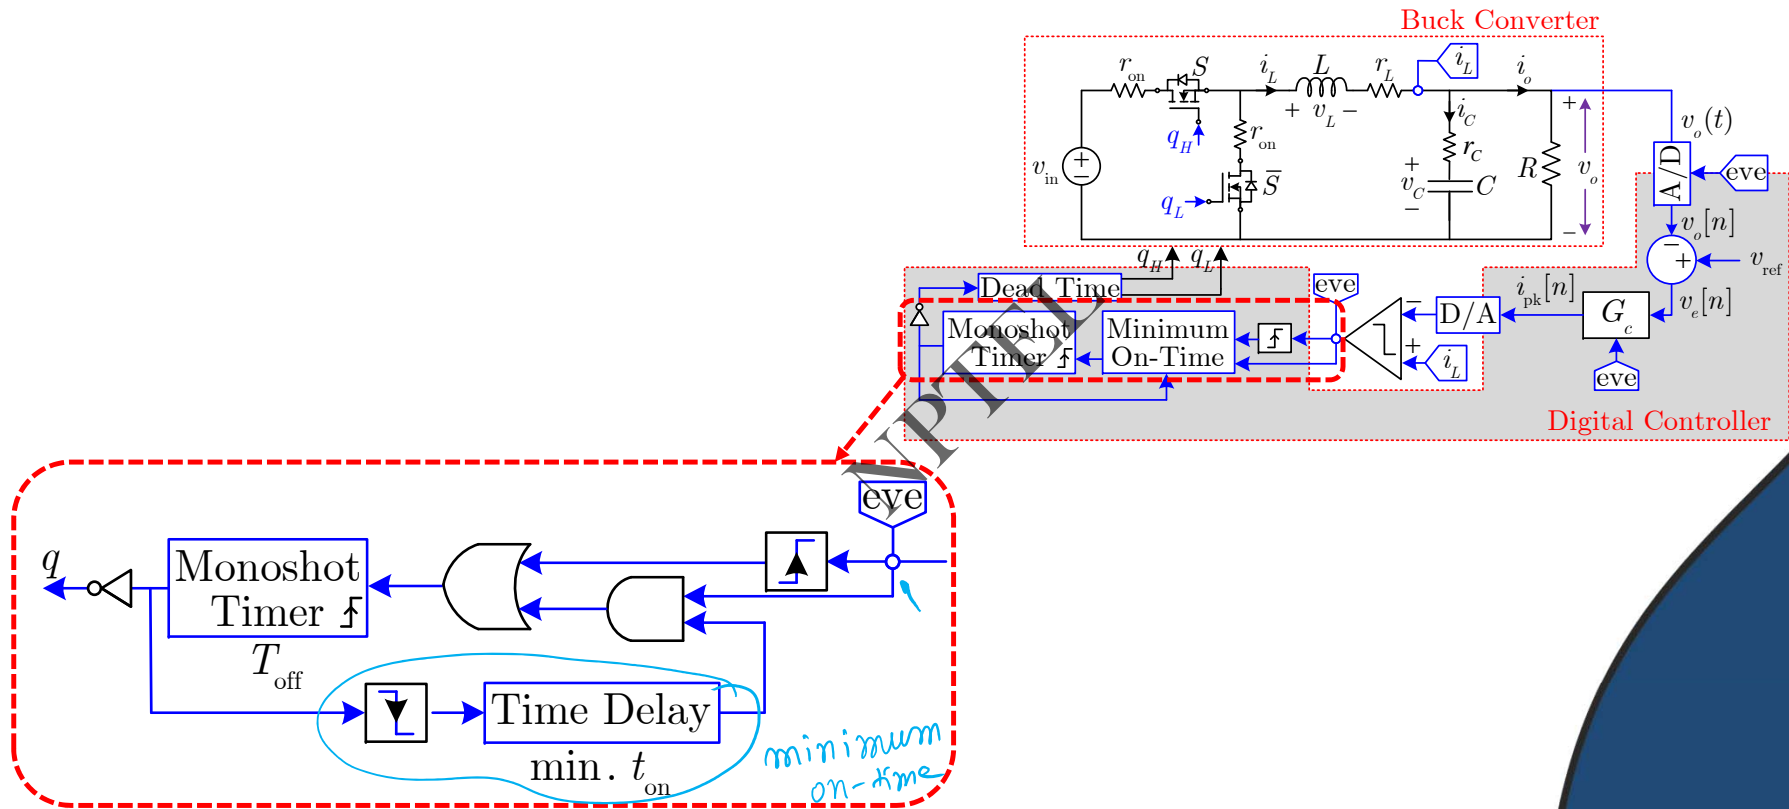 Buck Converter
r_on
S
i_L
L
r_L
i_L
i_o
+ v_L −
i_C
+
v_o(t)
q_H
r_on
r_C
A/D
eve
v_in
+
−
S̅
+
v_C
−
C
R
v_o
q_L
−
v_o[n]
q_H
q_L
−
+
v_ref
Dead Time
eve
i_pk[n]
v_e[n]
Monoshot
Timer
Minimum
On-Time
−
+
D/A
G_c
i_L
eve
Digital Controller
NPTEL
eve
q
Monoshot
Timer
T_off
Time Delay
min. t_on
minimum
on-time